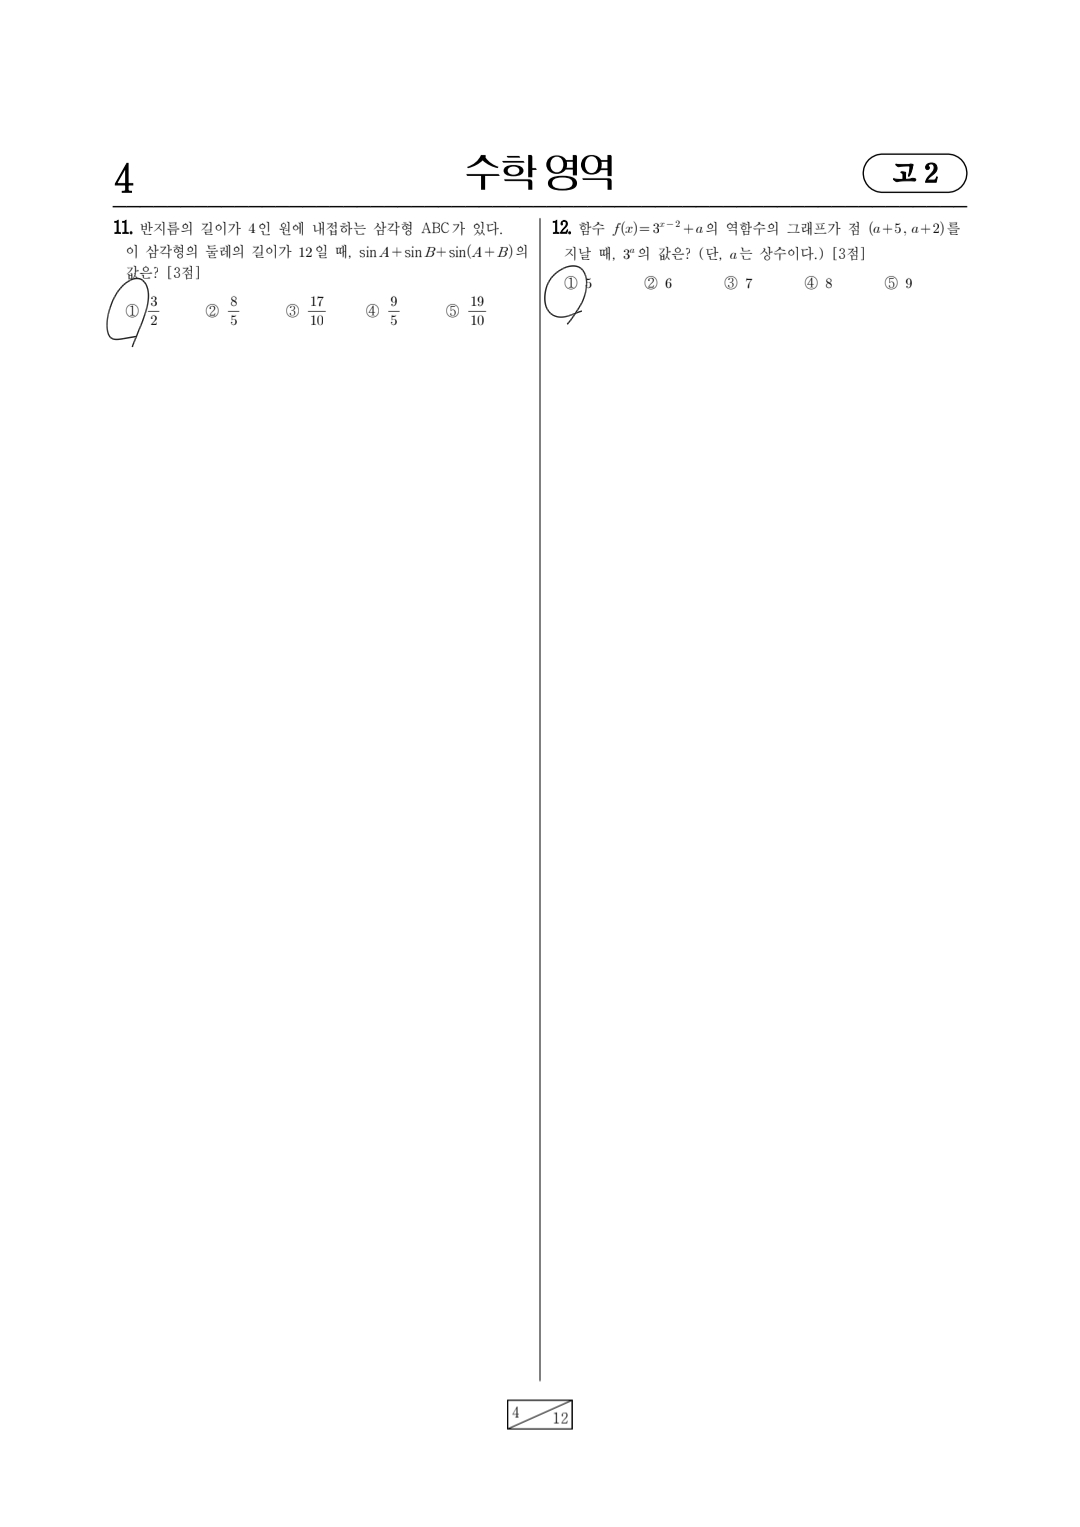 4
수학 영역
고 2
11. 반지름의 길이가 4인 원에 내접하는 삼각형 ABC가 있다.
이 삼각형의 둘레의 길이가 12일 때, sin A+sin B+sin(A+B)의
값은? [3점]
① 3/2 ② 8/5 ③ 17/10 ④ 9/5 ⑤ 19/10
12. 함수 f(x)=3^{x-2}+a의 역함수의 그래프가 점 (a+5, a+2)를
지날 때, 3^a의 값은? (단, a는 상수이다.) [3점]
① 5 ② 6 ③ 7 ④ 8 ⑤ 9
4 / 12